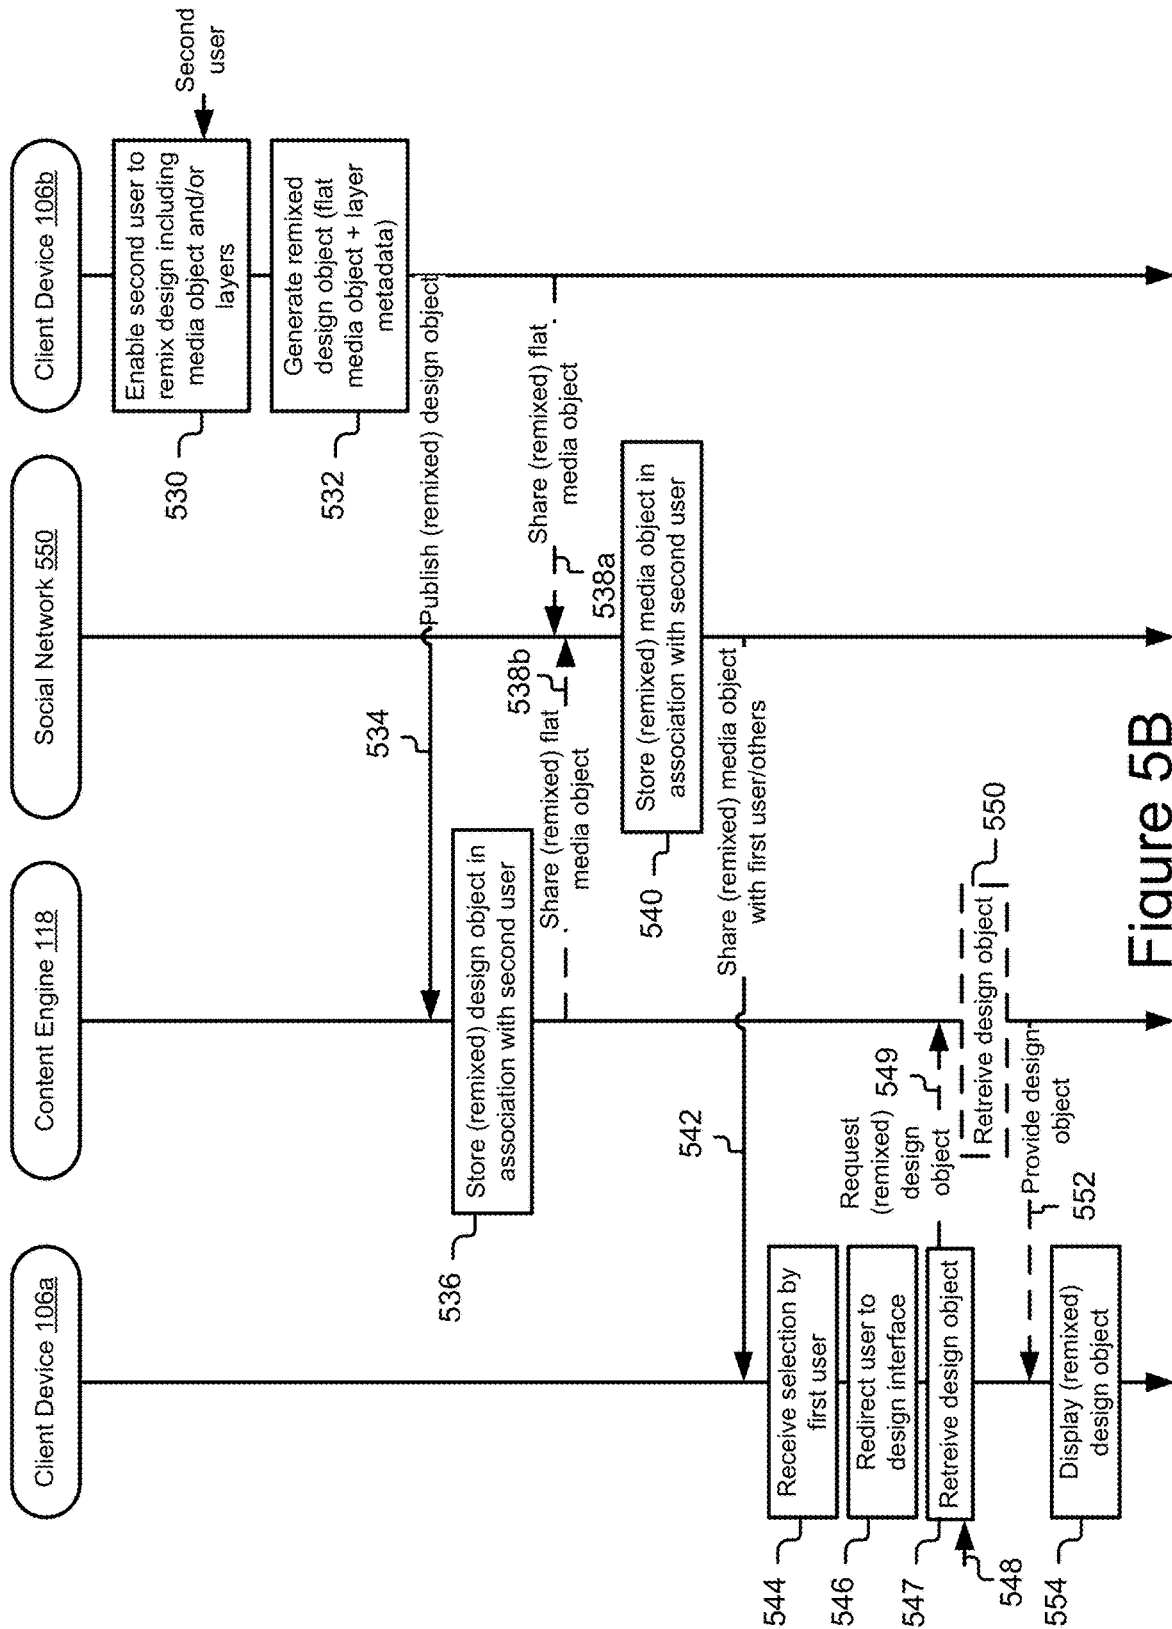 Client Device 106a
Content Engine 118
Social Network 550
Client Device 106b
Enable second user to
remix design including
media object and/or
layers
Second
user
530
Generate remixed
design object (flat
media object + layer
metadata)
532
Publish (remixed) design object
534
Store (remixed) design object in
association with second user
536
Share (remixed) flat
media object
538a
Share (remixed) flat
media object
538b
Store (remixed) media object in
association with second user
540
Share (remixed) media object
with first user/others
542
Receive selection by
first user
544
Redirect user to
design interface
546
Retreive design object
547
548
Request
(remixed)
design
object
549
Retreive design object
550
Provide design
object
552
Display (remixed)
design object
554
Figure 5B